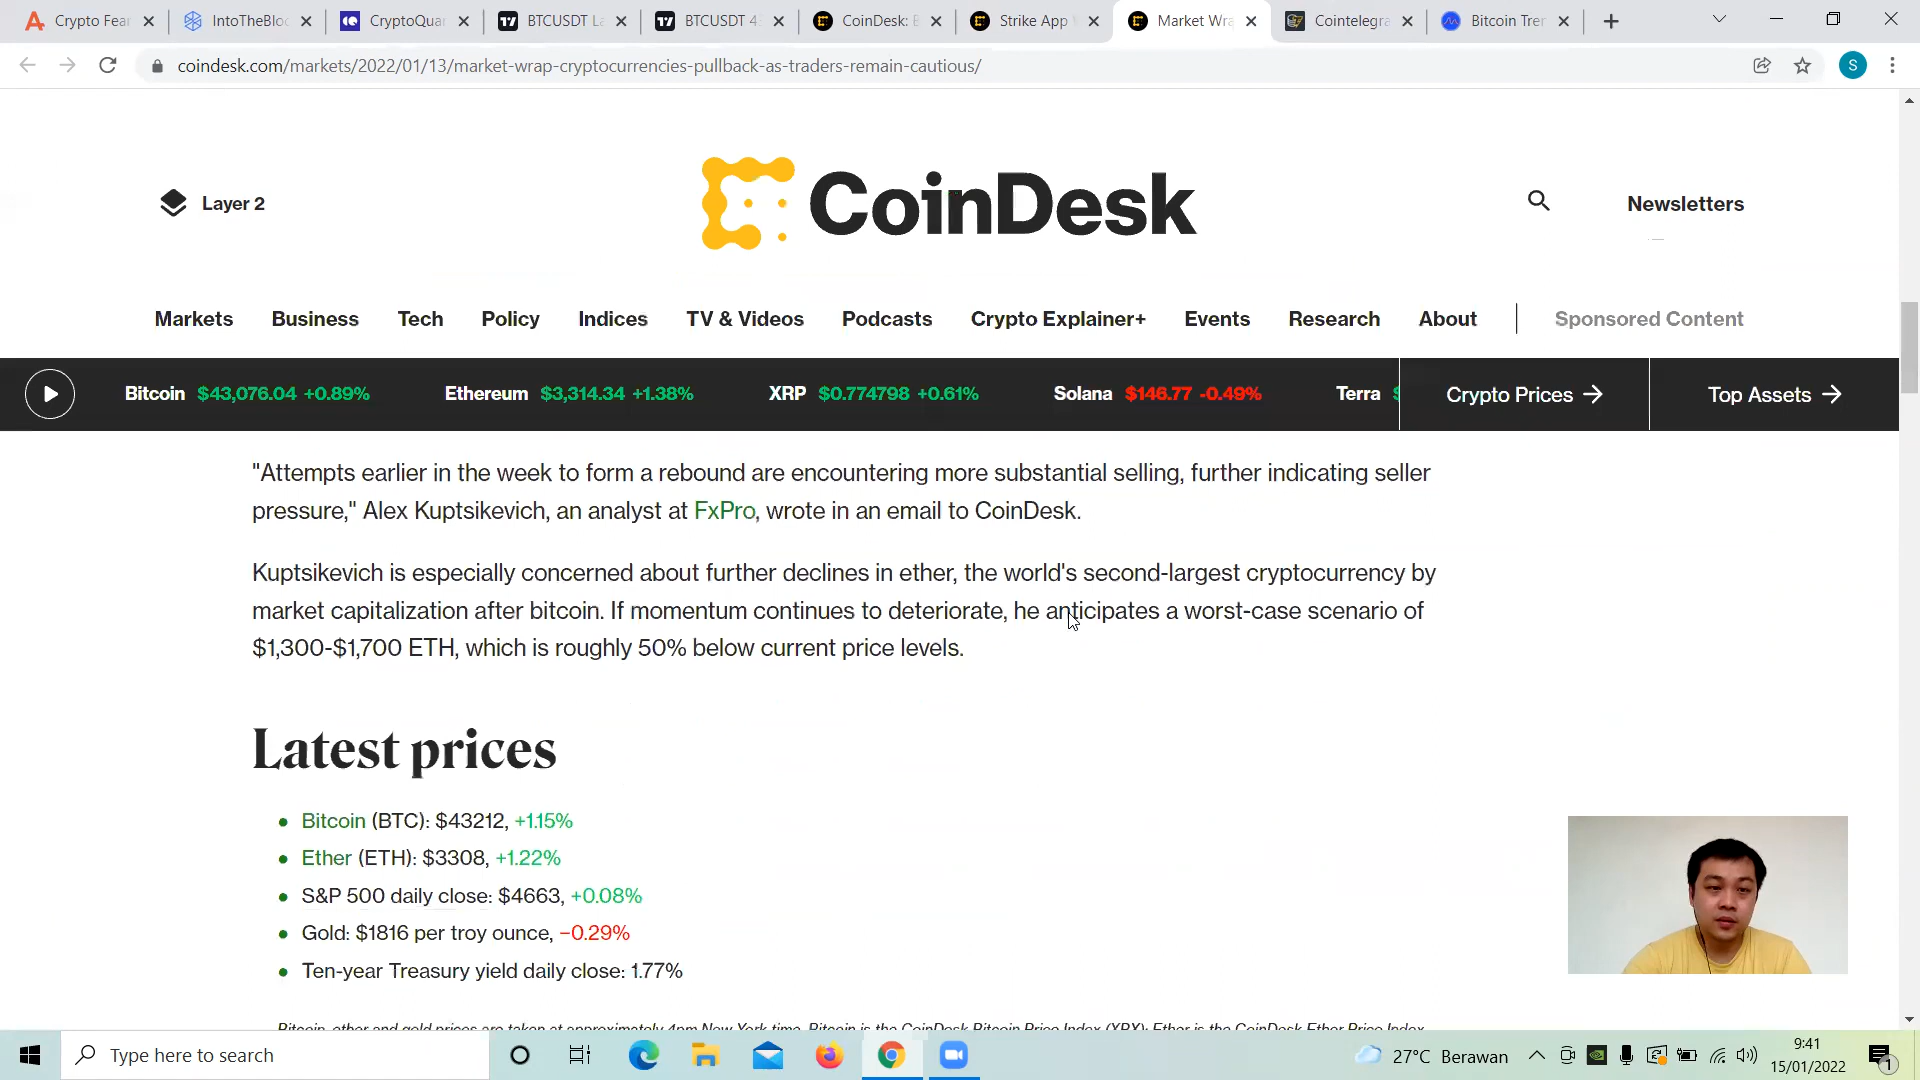 Crypto Fear
IntoTheBloc
CryptoQuan
BTCUSDT La
BTCUSDT 4
CoinDesk: B
Strike App
Market Wra
Cointelegra
Bitcoin Tren
coindesk.com/markets/2022/01/13/market-wrap-cryptocurrencies-pullback-as-traders-remain-cautious/
S
Layer 2
CoinDesk
Newsletters
Markets
Business
Tech
Policy
Indices
TV & Videos
Podcasts
Crypto Explainer+
Events
Research
About
Sponsored Content
Bitcoin $43,076.04 +0.89%
Ethereum $3,314.34 +1.38%
XRP $0.774798 +0.61%
Solana $146.77 -0.49%
Terra $
Crypto Prices →
Top Assets →
"Attempts earlier in the week to form a rebound are encountering more substantial selling, further indicating seller
pressure," Alex Kuptsikevich, an analyst at FxPro, wrote in an email to CoinDesk.
Kuptsikevich is especially concerned about further declines in ether, the world's second-largest cryptocurrency by
market capitalization after bitcoin. If momentum continues to deteriorate, he anticipates a worst-case scenario of
$1,300-$1,700 ETH, which is roughly 50% below current price levels.
Latest prices
● Bitcoin (BTC): $43212, +1.15%
● Ether (ETH): $3308, +1.22%
● S&P 500 daily close: $4663, +0.08%
● Gold: $1816 per troy ounce, −0.29%
● Ten-year Treasury yield daily close: 1.77%
Bitcoin, ether and gold prices are taken at approximately 4pm New York time. Bitcoin is the CoinDesk Bitcoin Price Index (XBX); Ether is the CoinDesk Ether Price Index
Type here to search
27°C Berawan
9:41
15/01/2022
1